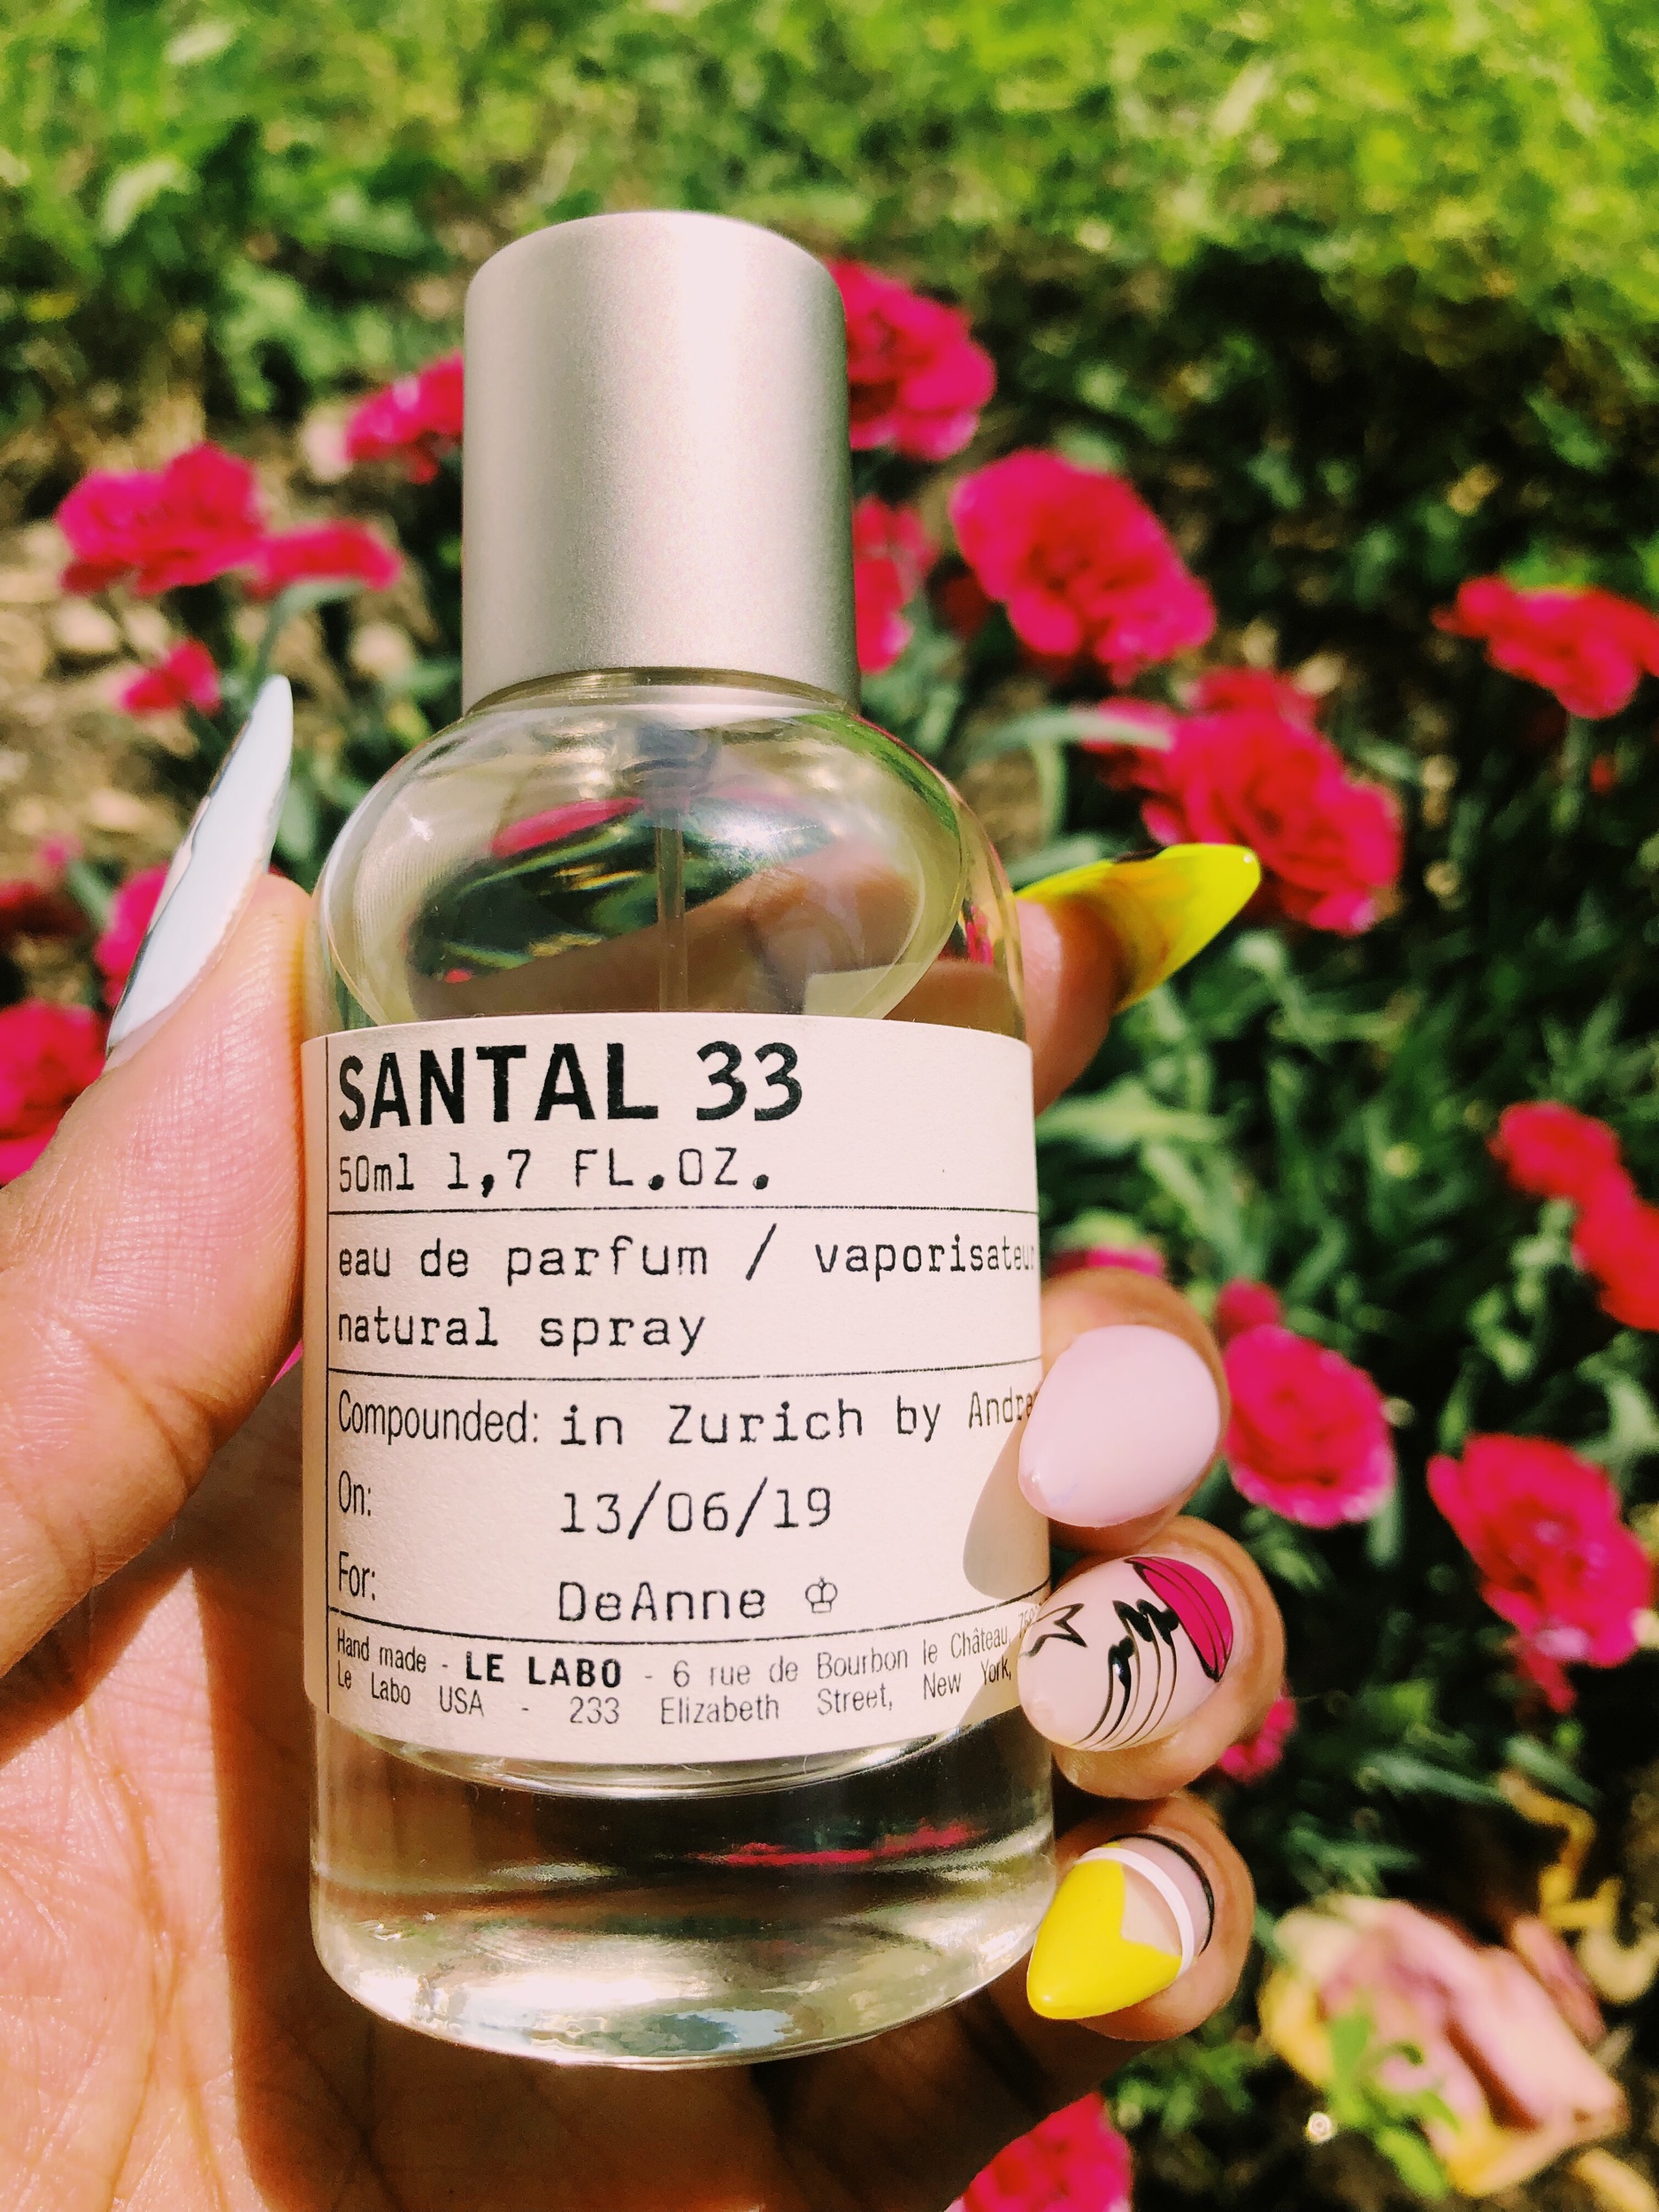 SANTAL 33
50ml 1,7 FL.OZ.
eau de parfum / vaporisateur
natural spray
Compounded: in Zurich by
On: 13/06/19
For: DeAnne ♔
Hand made - LE LABO - 6 rue de Bourbon le Château,
Le Labo USA - 233 Elizabeth Street, New York,